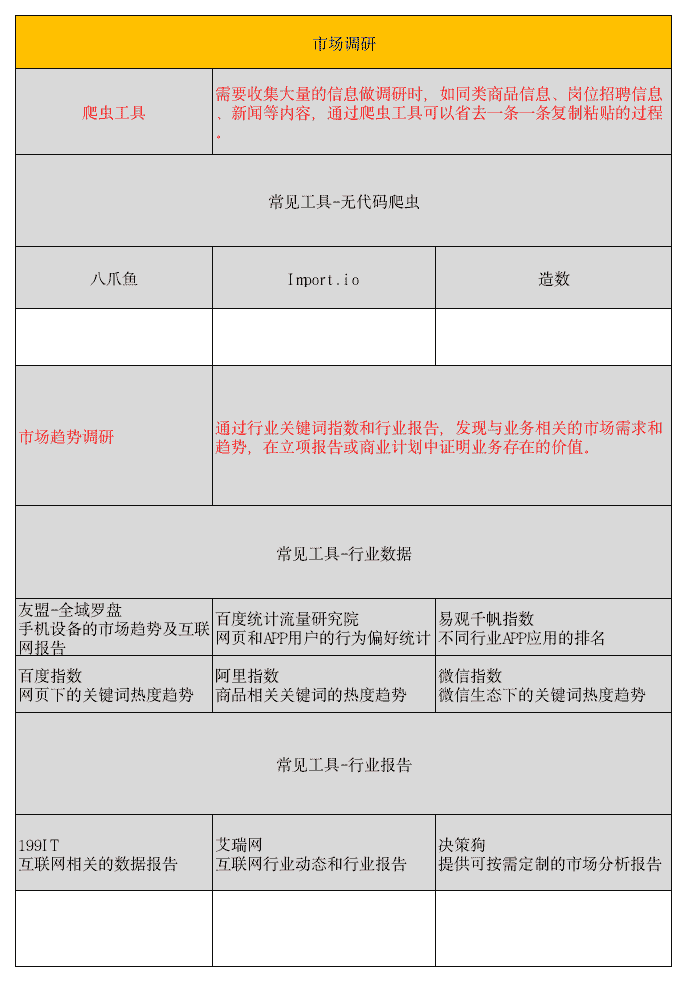 市场调研
爬虫工具
需要收集大量的信息做调研时，如同类商品信息、岗位招聘信息
、新闻等内容，通过爬虫工具可以省去一条一条复制粘贴的过程
。
常见工具-无代码爬虫
八爪鱼
Import.io
造数
市场趋势调研
通过行业关键词指数和行业报告，发现与业务相关的市场需求和
趋势，在立项报告或商业计划中证明业务存在的价值。
常见工具-行业数据
友盟-全域罗盘
手机设备的市场趋势及互联
网报告
百度统计流量研究院
网页和APP用户的行为偏好统计
易观千帆指数
不同行业APP应用的排名
百度指数
网页下的关键词热度趋势
阿里指数
商品相关关键词的热度趋势
微信指数
微信生态下的关键词热度趋势
常见工具-行业报告
199IT
互联网相关的数据报告
艾瑞网
互联网行业动态和行业报告
决策狗
提供可按需定制的市场分析报告